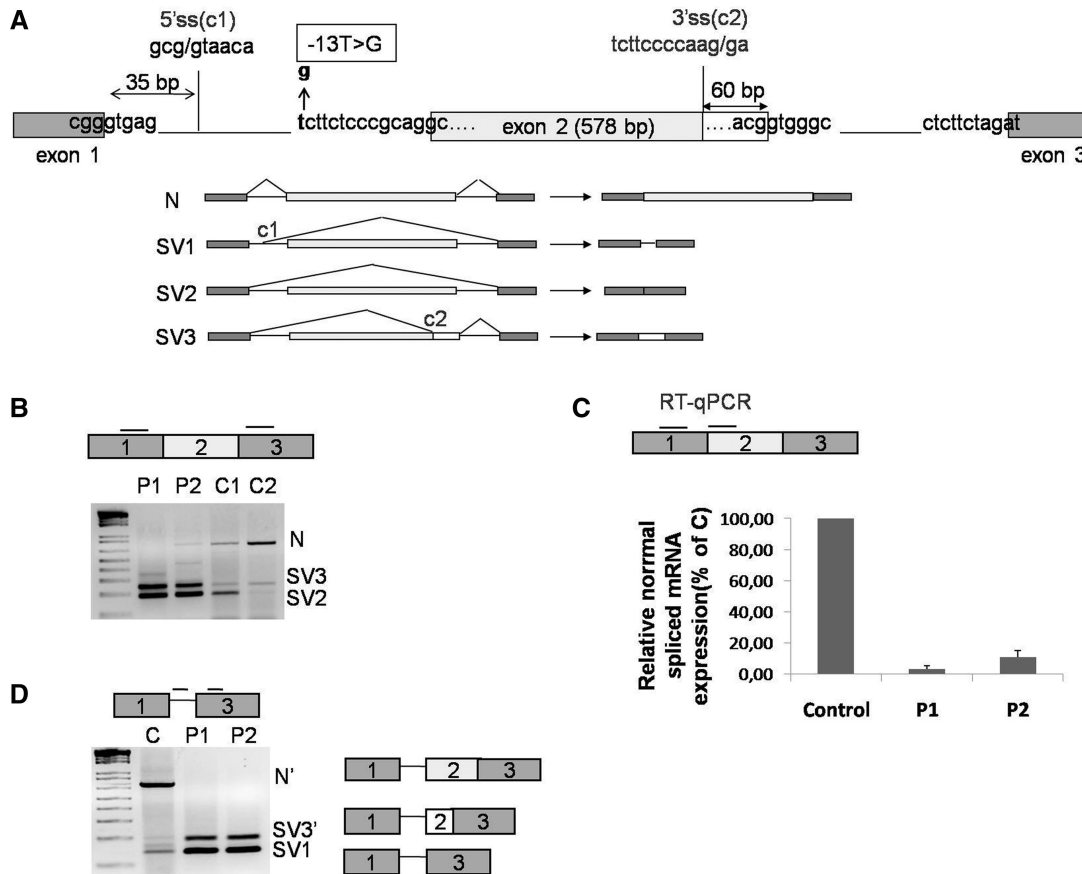 A
5'ss(c1)
gcg/gtaaca
-13T>G
3'ss(c2)
tcttccccaag/ga
35 bp
g
60 bp
cgggtgag
tcttctcccgcaggc....
exon 2 (578 bp)
....acggtgggc
ctcttctagat
exon 1
exon 3
N
SV1
c1
SV2
SV3
c2
B
1 2 3
P1 P2 C1 C2
N
SV3
SV2
C
RT-qPCR
1 2 3
Relative norrmal
spliced mRNA
expression(% of C)
100,00
80,00
60,00
40,00
20,00
0,00
Control P1 P2
D
1 3
C P1 P2
N'
SV3'
SV1
1 2 3
1 2 3
1 3